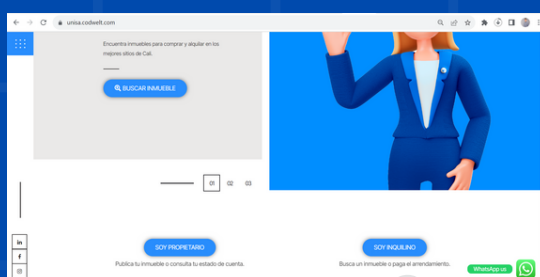 unisa.codwelt.com
Encuentra inmuebles para comprar y alquilar en los
mejores sitios de Cali.
BUSCAR INMUEBLE
01 02 03
SOY PROPIETARIO
Publica tu inmueble o consulta tu estado de cuenta.
SOY INQUILINO
Busca un inmueble o paga el arrendamiento.
in
f
WhatsApp us